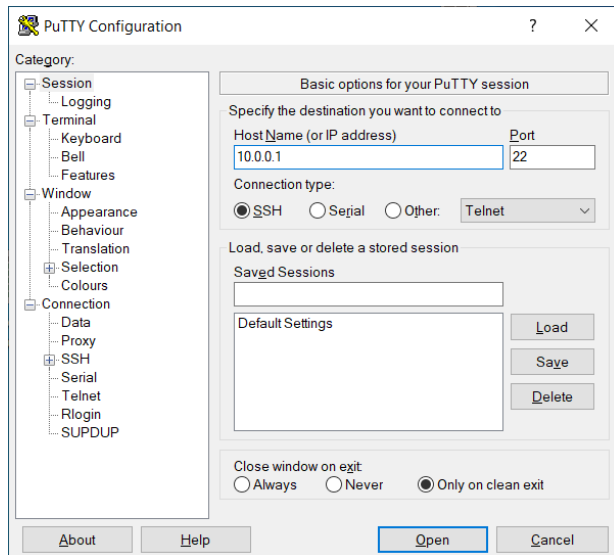 PuTTY Configuration ? ×
Category:
Session
Logging
Terminal
Keyboard
Bell
Features
Window
Appearance
Behaviour
Translation
Selection
Colours
Connection
Data
Proxy
SSH
Serial
Telnet
Rlogin
SUPDUP
Basic options for your PuTTY session
Specify the destination you want to connect to
Host Name (or IP address) Port
10.0.0.1 22
Connection type:
SSH Serial Other: Telnet
Load, save or delete a stored session
Saved Sessions
Default Settings
Load
Save
Delete
Close window on exit:
Always Never Only on clean exit
About Help Open Cancel